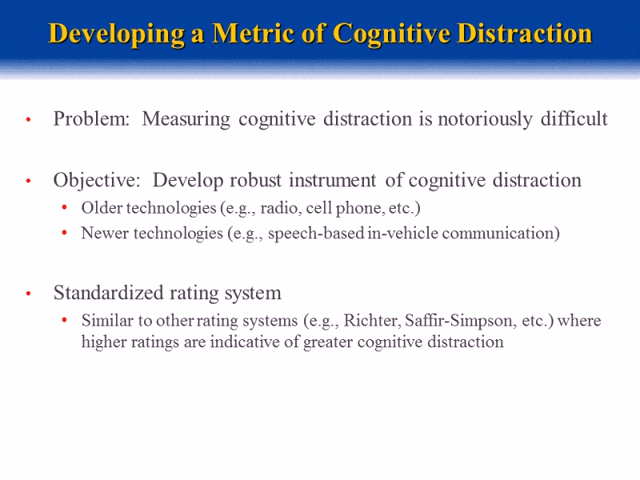 Developing a Metric of Cognitive Distraction
• Problem: Measuring cognitive distraction is notoriously difficult
• Objective: Develop robust instrument of cognitive distraction
• Older technologies (e.g., radio, cell phone, etc.)
• Newer technologies (e.g., speech-based in-vehicle communication)
• Standardized rating system
• Similar to other rating systems (e.g., Richter, Saffir-Simpson, etc.) where
higher ratings are indicative of greater cognitive distraction